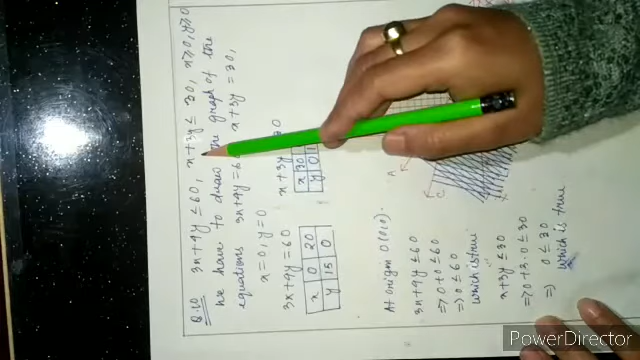 Q.10 3x+4y ≤ 60, x+3y ≤ 30, x≥0, y≥0
We have to draw the graph of the
equations 3x+4y = 60 x+3y = 30,
x=0, y=0
3x+4y = 60 x+3y 30
x 0 20 x 30
y 15 0 y 0
At origin O(0,0).
3x+4y ≤ 60
⇒ 0+0 ≤ 60
⇒ 0 ≤ 60
which is true
x+3y ≤ 30
⇒ 0+3.0 ≤ 30
⇒ 0 ≤ 30
which is true
A
C
PowerDirector